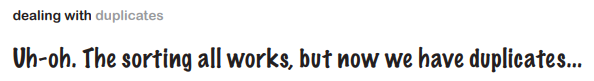 dealing with duplicates
Uh-oh. The sorting all works, but now we have duplicates...